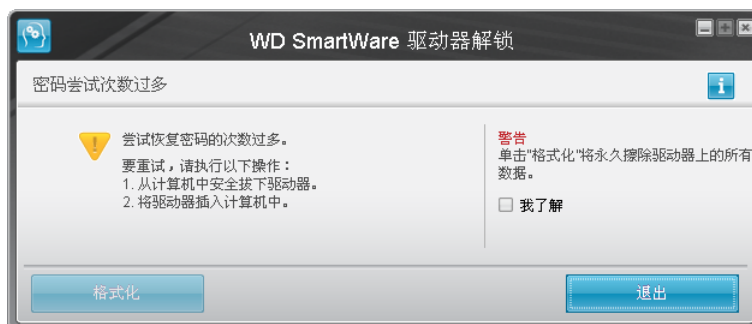 WD SmartWare 驱动器解锁
密码尝试次数过多
尝试恢复密码的次数过多。
要重试，请执行以下操作：
1. 从计算机中安全拔下驱动器。
2. 将驱动器插入计算机中。
警告
单击"格式化"将永久擦除驱动器上的所有
数据。
我了解
格式化
退出